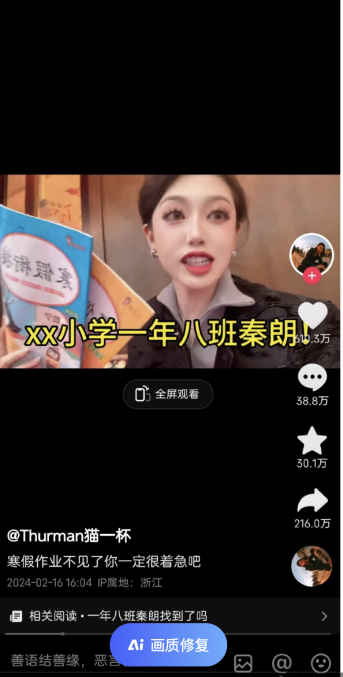 寒假衔接
xx小学一年八班秦朗!
610.3万
全屏观看
38.8万
30.1万
216.0万
@Thurman猫一杯
寒假作业不见了你一定很着急吧
2024-02-16 16:04 IP属地：浙江
相关阅读 • 一年八班秦朗找到了吗
善语结善缘，恶言
Ai 画质修复